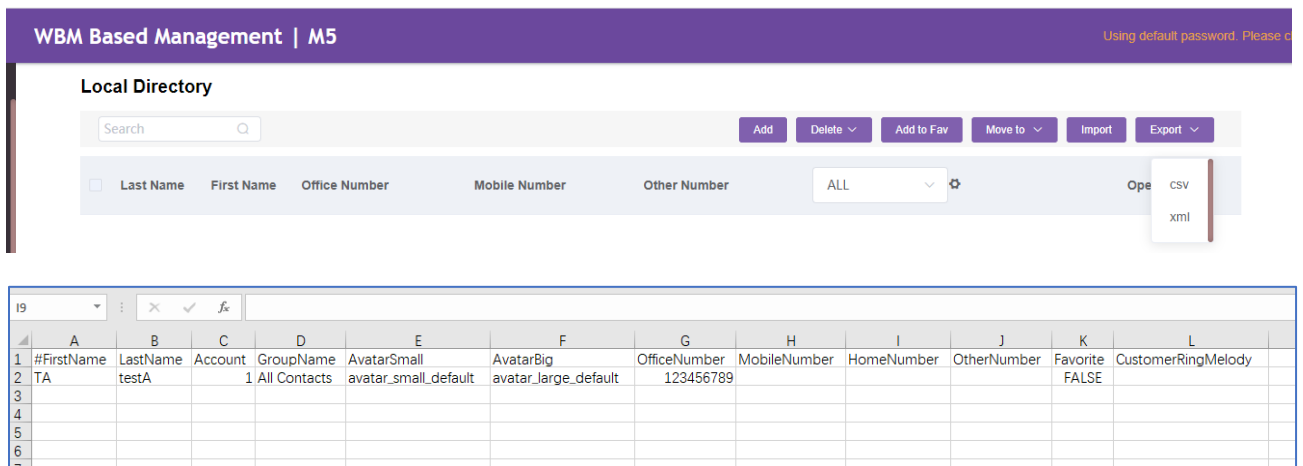 WBM Based Management | M5
Using default password. Please c
Local Directory
Search
Add Delete Add to Fav Move to Import Export
Last Name First Name Office Number Mobile Number Other Number ALL Ope
csv
xml
I9 fx
A B C D E F G H I J K L
1 #FirstName LastName Account GroupName AvatarSmall AvatarBig OfficeNumber MobileNumber HomeNumber OtherNumber Favorite CustomerRingMelody
2 TA testA 1 All Contacts avatar_small_default avatar_large_default 123456789 FALSE
3
4
5
6